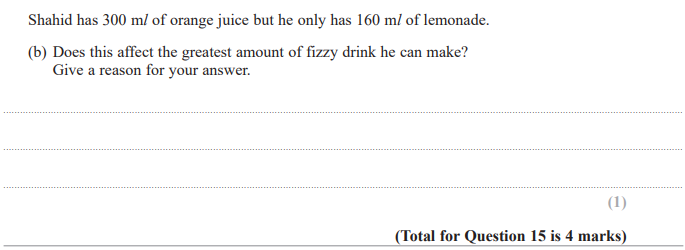 Shahid has 300 ml of orange juice but he only has 160 ml of lemonade.
(b) Does this affect the greatest amount of fizzy drink he can make?
Give a reason for your answer.
(1)
(Total for Question 15 is 4 marks)